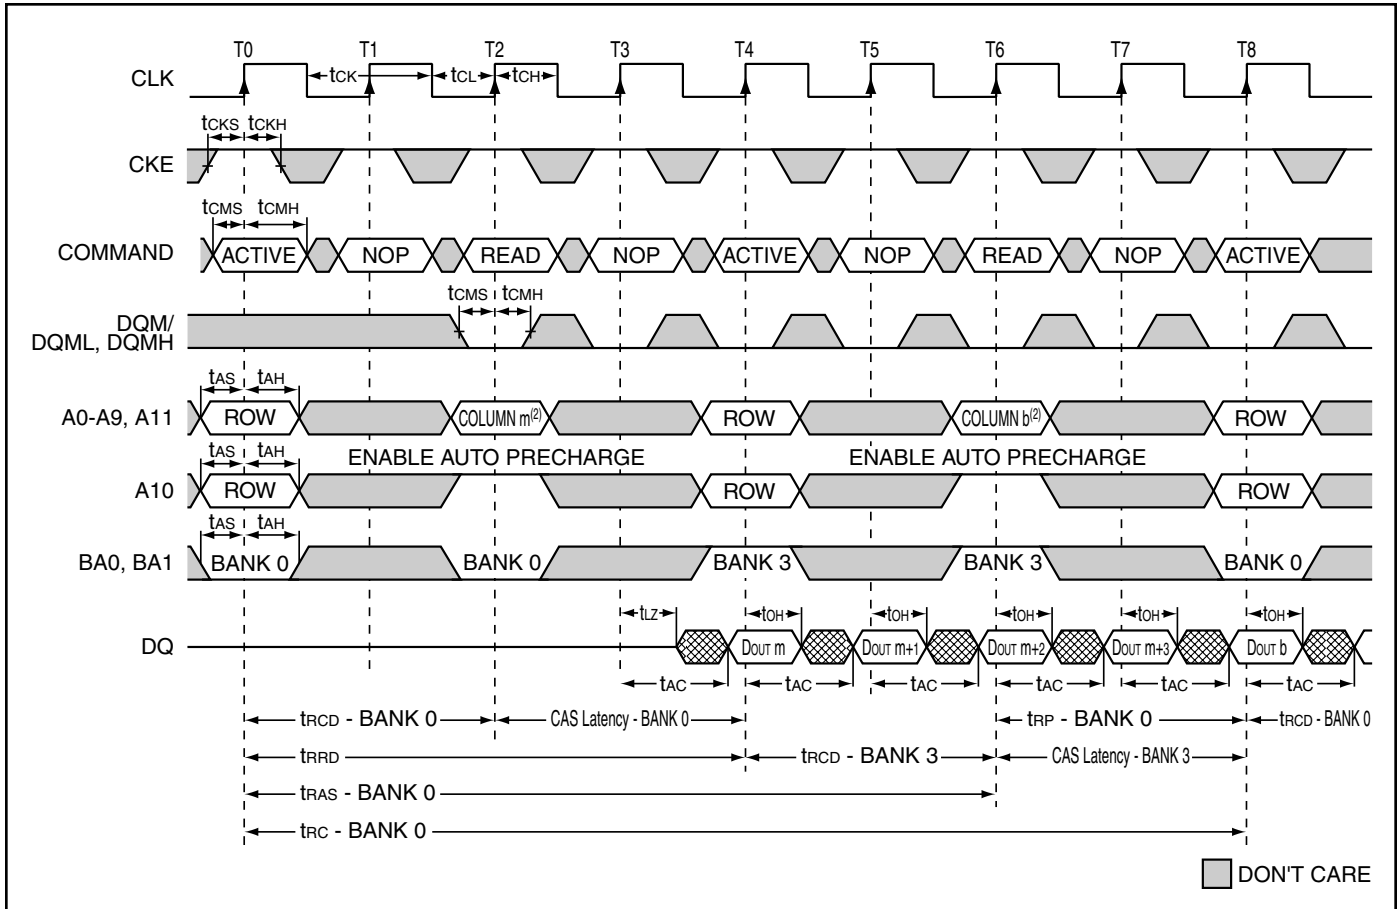 T0 T1 T2 T3 T4 T5 T6 T7 T8
CLK tCK tCL tCH
tCKS tCKH
CKE
tCMS tCMH
COMMAND ACTIVE NOP READ NOP ACTIVE NOP READ NOP ACTIVE
tCMS tCMH
DQM/
DQML, DQMH
tAS tAH
A0-A9, A11 ROW COLUMN m(2) ROW COLUMN b(2) ROW
tAS tAH ENABLE AUTO PRECHARGE ENABLE AUTO PRECHARGE
A10 ROW ROW ROW
tAS tAH
BA0, BA1 BANK 0 BANK 0 BANK 3 BANK 3 BANK 0
tLZ tOH tOH tOH tOH tOH
DQ DOUT m DOUT m+1 DOUT m+2 DOUT m+3 DOUT b
tAC tAC tAC tAC tAC tAC
tRCD - BANK 0 CAS Latency - BANK 0 tRP - BANK 0 tRCD - BANK 0
tRRD tRCD - BANK 3 CAS Latency - BANK 3
tRAS - BANK 0
tRC - BANK 0
DON'T CARE